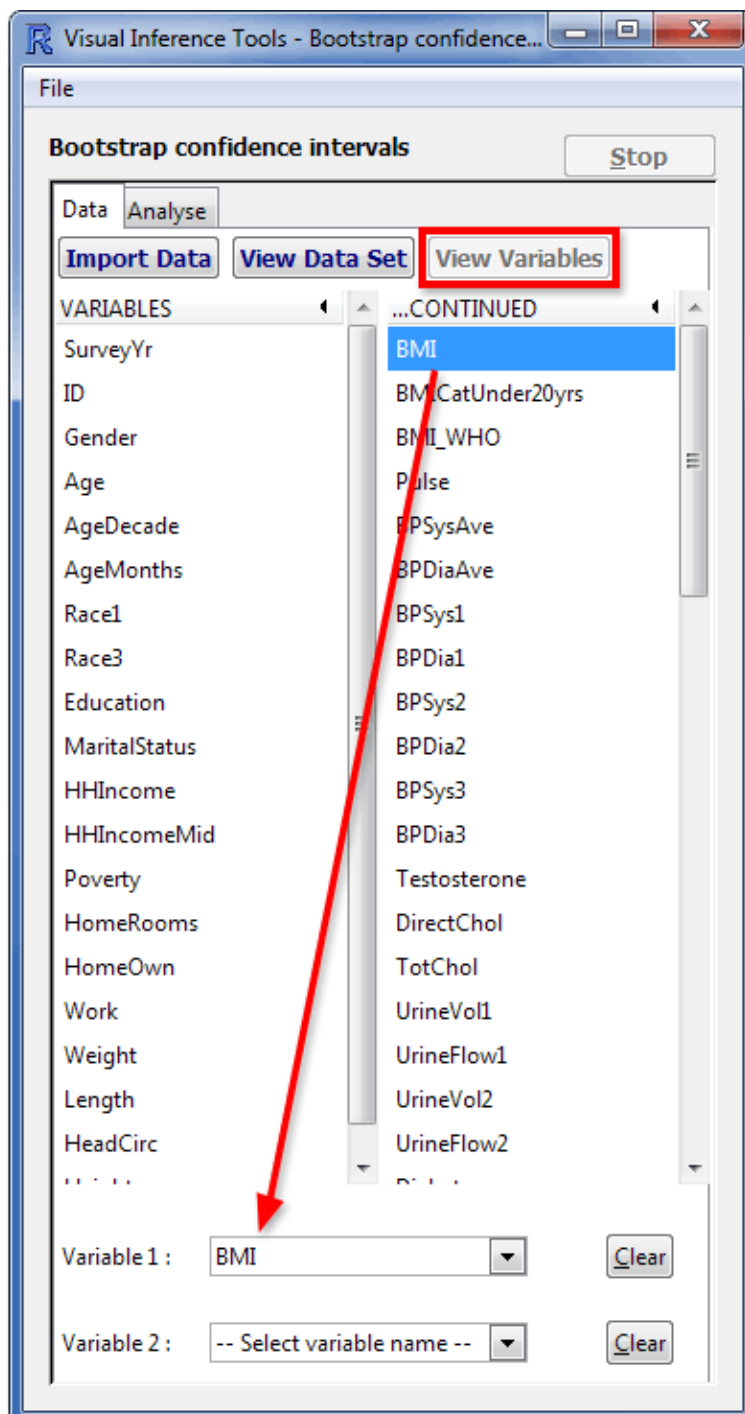 Visual Inference Tools - Bootstrap confidence...
File
Bootstrap confidence intervals
Stop
Data Analyse
Import Data View Data Set View Variables
VARIABLES ...CONTINUED
SurveyYr BMI
ID BMICatUnder20yrs
Gender BMI_WHO
Age Pulse
AgeDecade BPSysAve
AgeMonths BPDiaAve
Race1 BPSys1
Race3 BPDia1
Education BPSys2
MaritalStatus BPDia2
HHIncome BPSys3
HHIncomeMid BPDia3
Poverty Testosterone
HomeRooms DirectChol
HomeOwn TotChol
Work UrineVol1
Weight UrineFlow1
Length UrineVol2
HeadCirc UrineFlow2
Variable 1 : BMI Clear
Variable 2 : -- Select variable name -- Clear